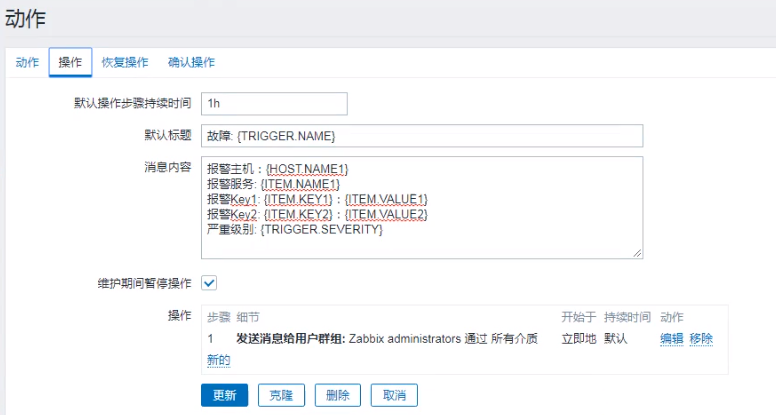 动作
动作 操作 恢复操作 确认操作
默认操作步骤持续时间 1h
默认标题 故障: {TRIGGER.NAME}
消息内容 报警主机：{HOST.NAME1}
报警服务: {ITEM.NAME1}
报警Key1: {ITEM.KEY1}：{ITEM.VALUE1}
报警Key2: {ITEM.KEY2}：{ITEM.VALUE2}
严重级别: {TRIGGER.SEVERITY}
维护期间暂停操作
操作 步骤 细节 开始于 持续时间 动作
1 发送消息给用户群组: Zabbix administrators 通过 所有介质 立即地 默认 编辑 移除
新的
更新 克隆 删除 取消